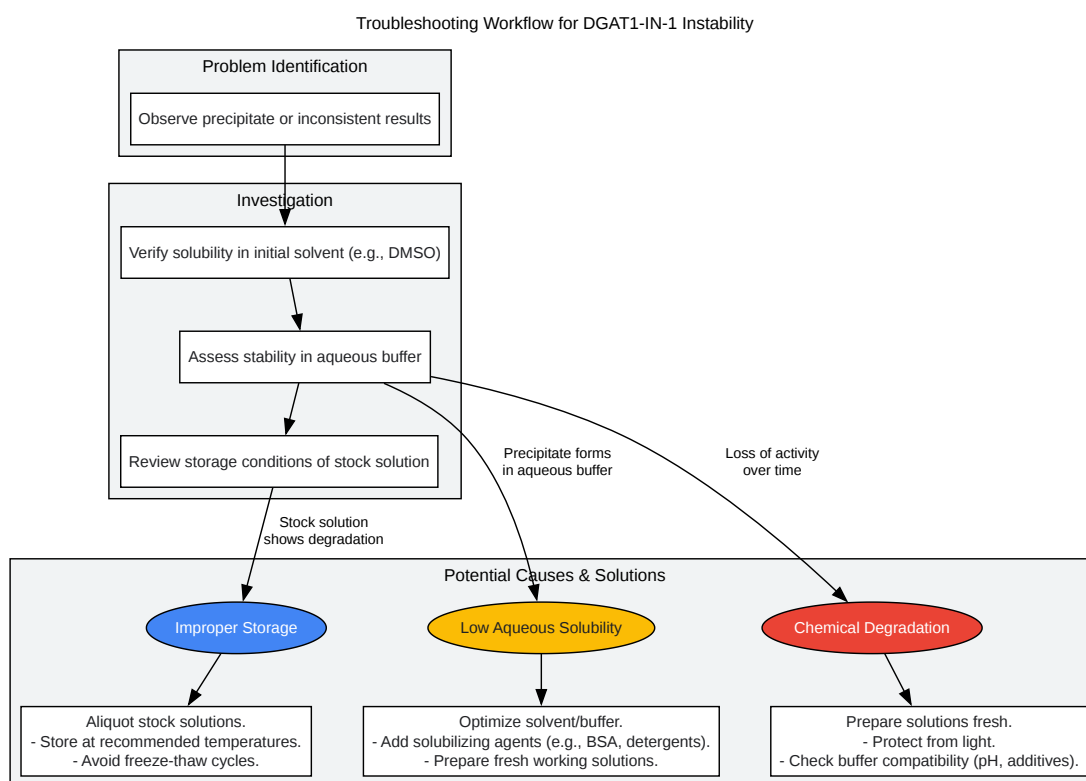 Troubleshooting Workflow for DGAT1-IN-1 Instability
Problem Identification
Observe precipitate or inconsistent results
Investigation
Verify solubility in initial solvent (e.g., DMSO)
Assess stability in aqueous buffer
Review storage conditions of stock solution
Precipitate forms
in aqueous buffer
Loss of activity
over time
Stock solution
shows degradation
Potential Causes & Solutions
Improper Storage
Low Aqueous Solubility
Chemical Degradation
Aliquot stock solutions.
- Store at recommended temperatures.
- Avoid freeze-thaw cycles.
Optimize solvent/buffer.
- Add solubilizing agents (e.g., BSA, detergents).
- Prepare fresh working solutions.
Prepare solutions fresh.
- Protect from light.
- Check buffer compatibility (pH, additives).